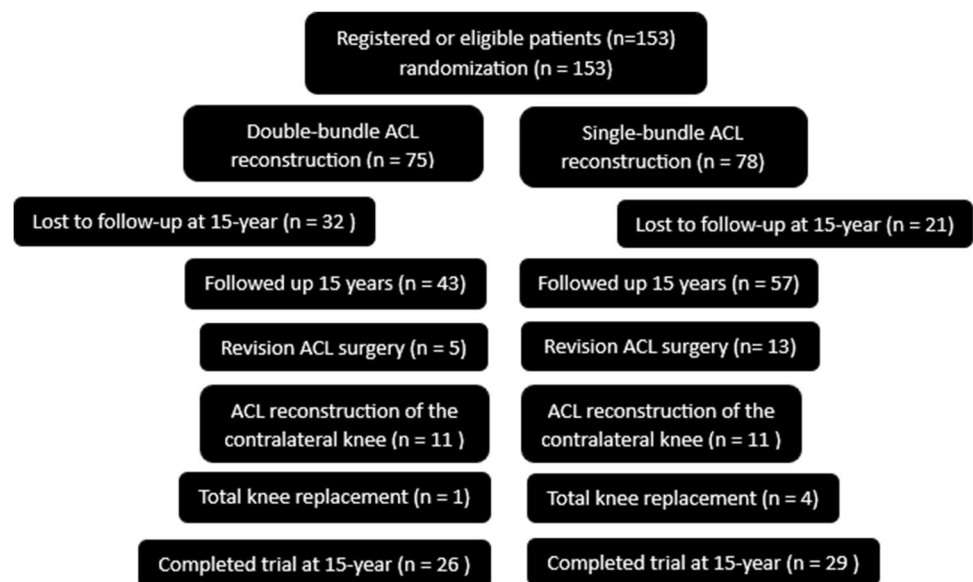 Registered or eligible patients (n=153)
randomization (n = 153)
Double-bundle ACL
reconstruction (n = 75)
Single-bundle ACL
reconstruction (n = 78)
Lost to follow-up at 15-year (n = 32 )
Lost to follow-up at 15-year (n = 21)
Followed up 15 years (n = 43)
Followed up 15 years (n = 57)
Revision ACL surgery (n = 5)
Revision ACL surgery (n= 13)
ACL reconstruction of the
contralateral knee (n = 11 )
ACL reconstruction of the
contralateral knee (n = 11 )
Total knee replacement (n = 1)
Total knee replacement (n = 4)
Completed trial at 15-year (n = 26 )
Completed trial at 15-year (n = 29 )